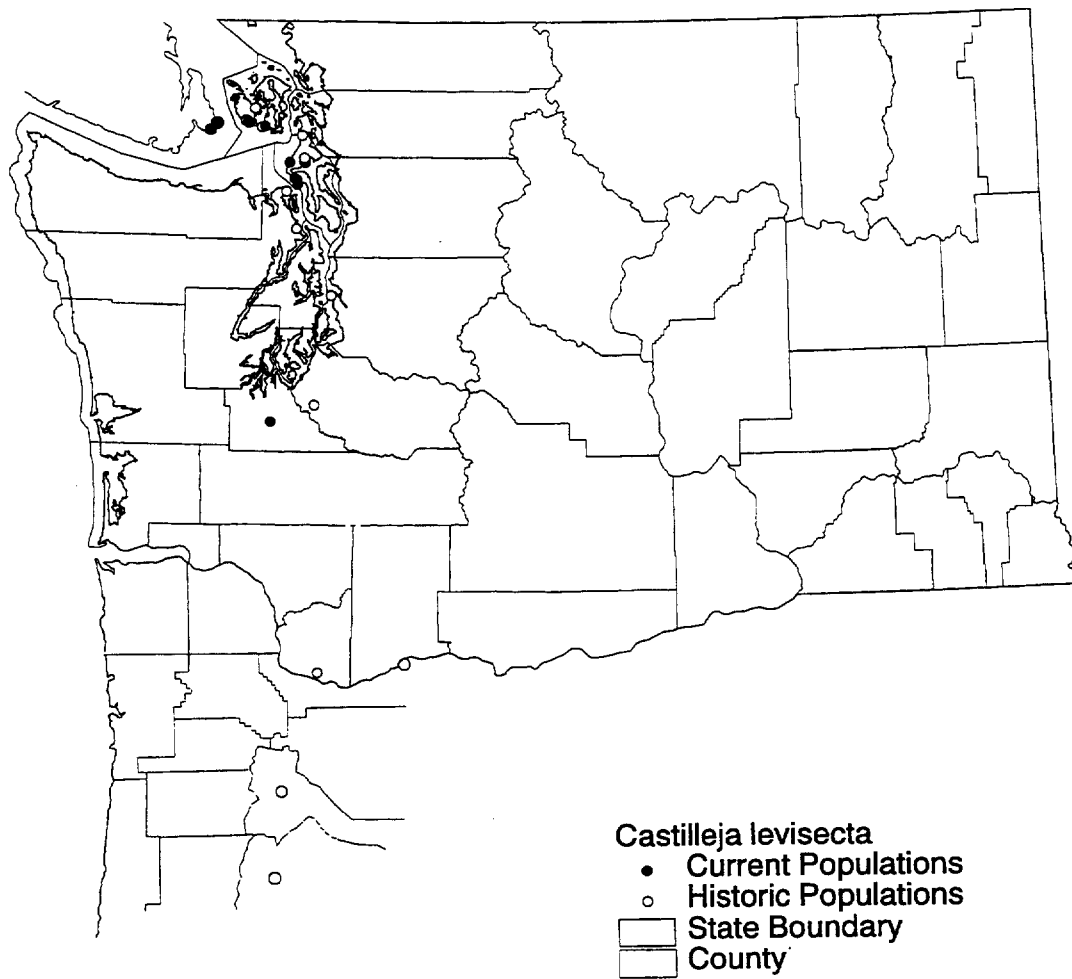 Castilleja levisecta
Current Populations
Historic Populations
State Boundary
County